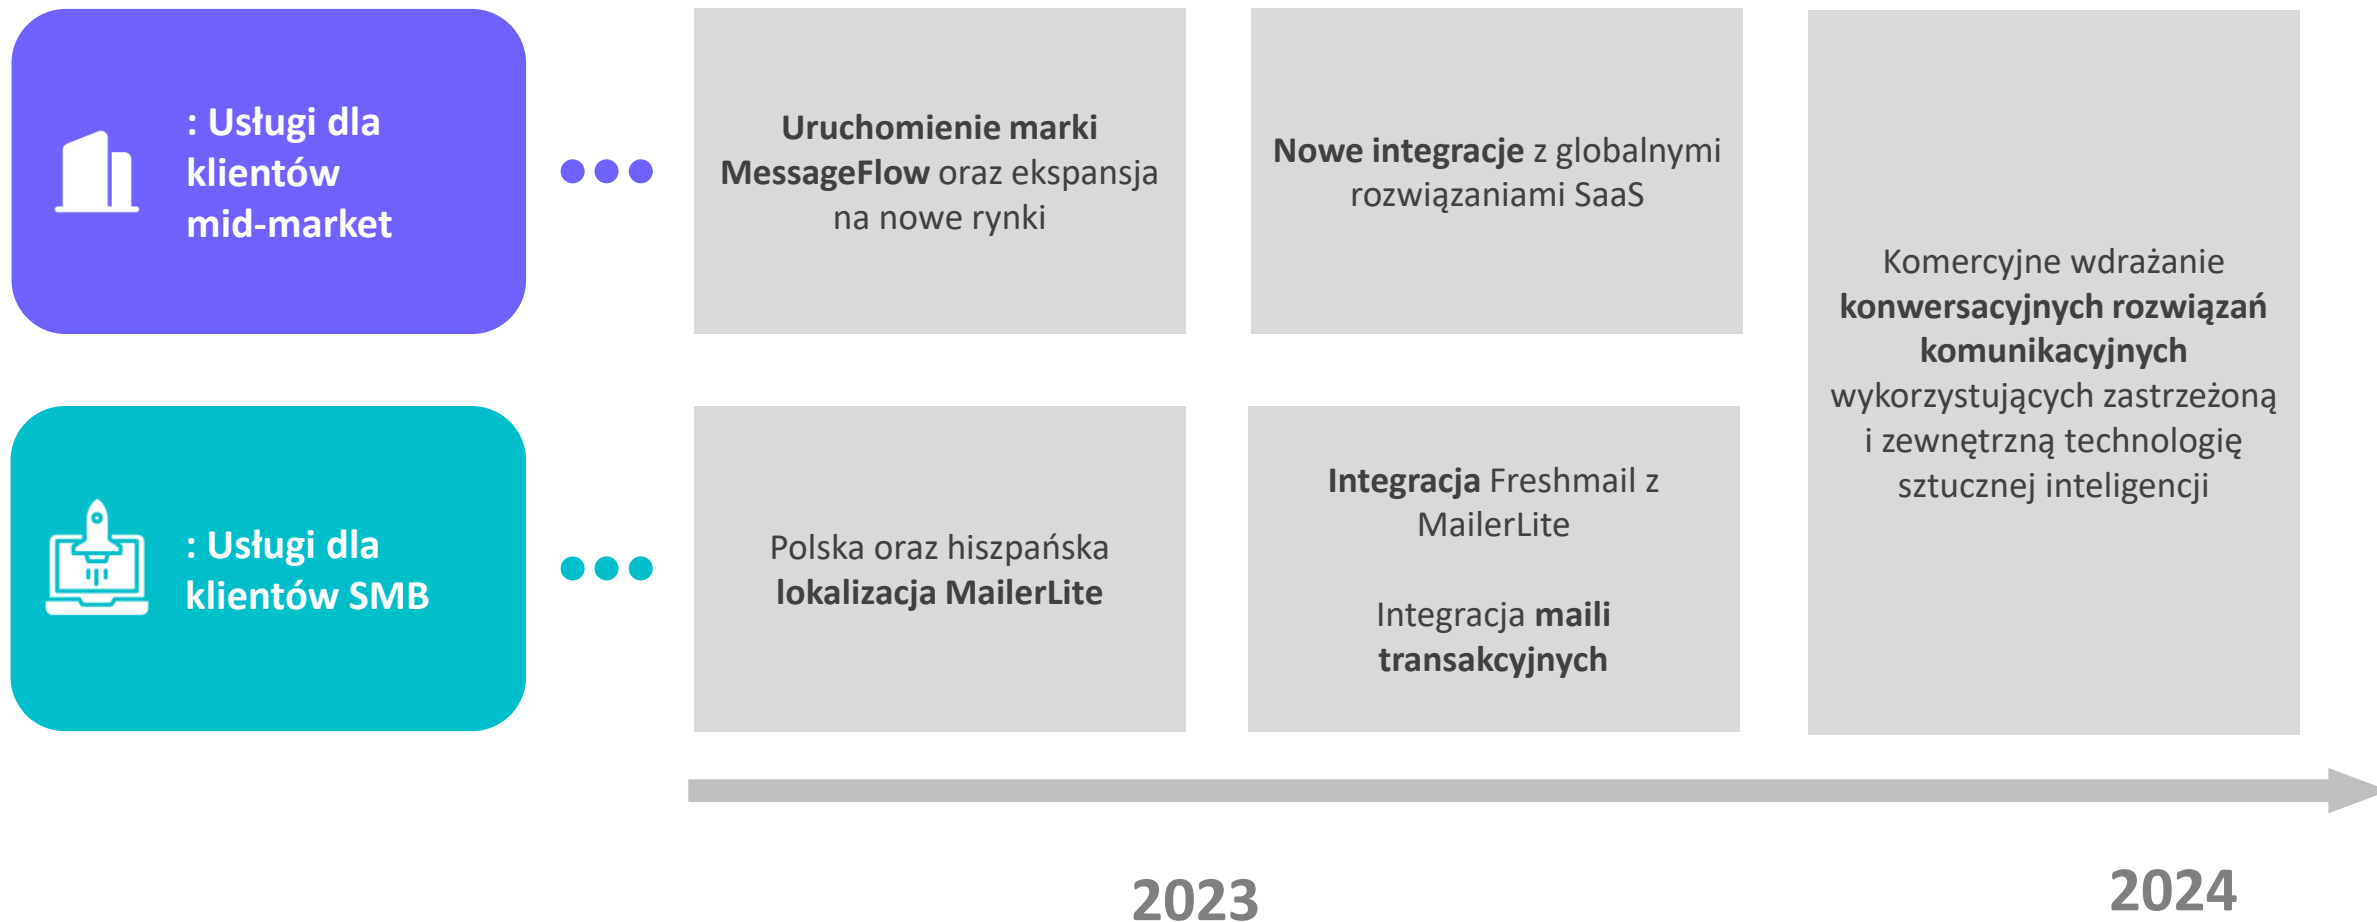 : Usługi dla
klientów
mid-market
Uruchomienie marki
MessageFlow oraz ekspansja
na nowe rynki
Nowe integracje z globalnymi
rozwiązaniami SaaS
Komercyjne wdrażanie
konwersacyjnych rozwiązań
komunikacyjnych
wykorzystujących zastrzeżoną
i zewnętrzną technologię
sztucznej inteligencji
: Usługi dla
klientów SMB
Polska oraz hiszpańska
lokalizacja MailerLite
Integracja Freshmail z
MailerLite
Integracja maili
transakcyjnych
2023
2024